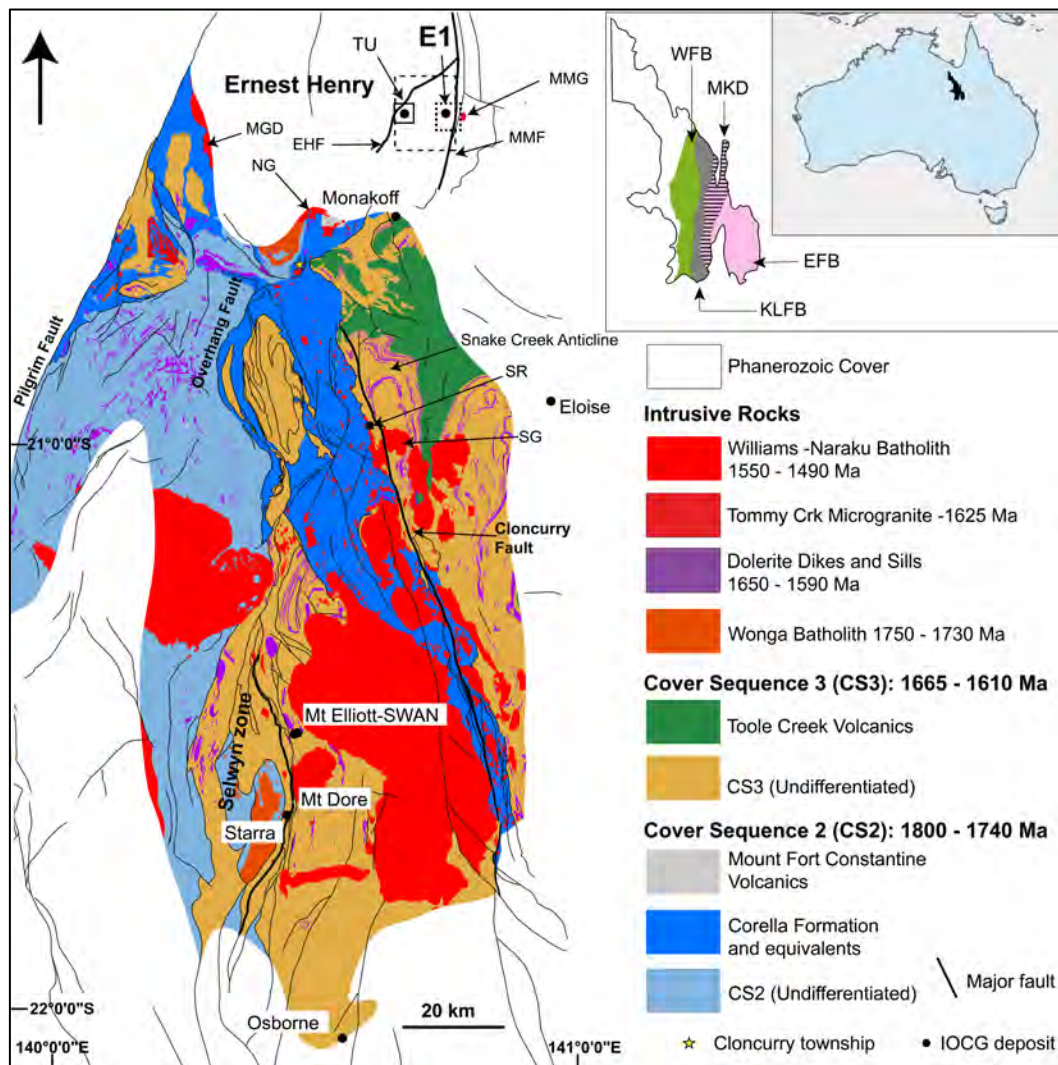 E1
TU
Ernest Henry
MMG
MGD
EHF
MMF
NG
Monakoff
Pilgrim Fault
Overhang Fault
Snake Creek Anticline
SR
Eloise
SG
21°0'0"S
Cloncurry
Fault
Mt Elliott-SWAN
Selwyn zone
Mt Dore
Starra
22°0'0"S
Osborne
20 km
140°0'0"E
141°0'0"E
WFB
MKD
EFB
KLFB
Phanerozoic Cover
Intrusive Rocks
Williams -Naraku Batholith
1550 - 1490 Ma
Tommy Crk Microgranite -1625 Ma
Dolerite Dikes and Sills
1650 - 1590 Ma
Wonga Batholith 1750 - 1730 Ma
Cover Sequence 3 (CS3): 1665 - 1610 Ma
Toole Creek Volcanics
CS3 (Undifferentiated)
Cover Sequence 2 (CS2): 1800 - 1740 Ma
Mount Fort Constantine
Volcanics
Corella Formation
and equivalents
CS2 (Undifferentiated)
Major fault
Cloncurry township
IOCG deposit